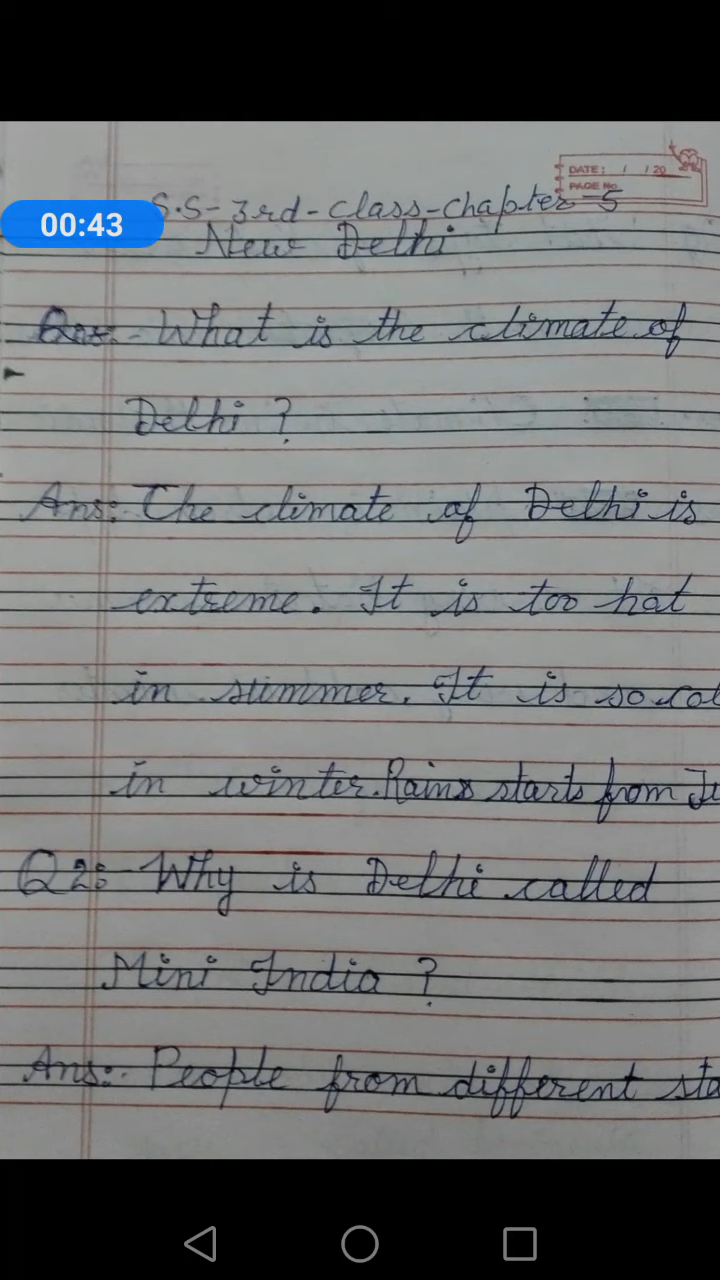 DATE: / / 20
PAGE No.
00:43
S.S-3rd-class-chapter-5
New Delhi
What is the climate of
Delhi ?
Ans: The climate of Delhi is
extreme. It is too hot
in summer. It is so
in winter. Rains starts from
Q2: Why is Delhi called
Mini India ?
Ans:. People from different